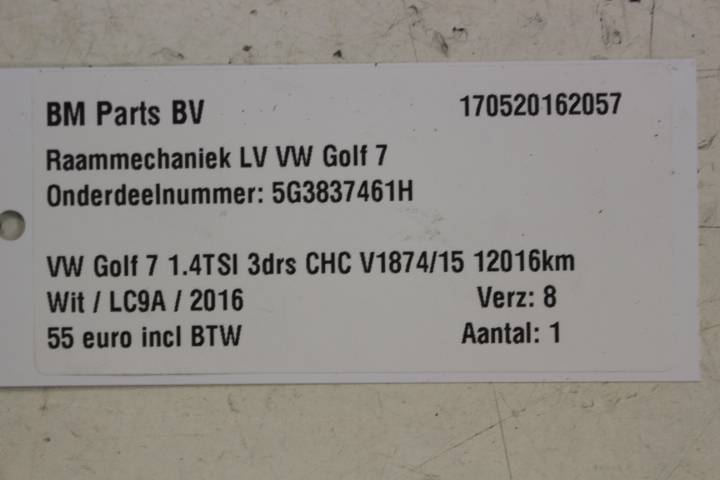 BM Parts BV 170520162057
Raammechaniek LV VW Golf 7
Onderdeelnummer: 5G3837461H
VW Golf 7 1.4TSI 3drs CHC V1874/15 12016km
Wit / LC9A / 2016 Verz: 8
55 euro incl BTW Aantal: 1